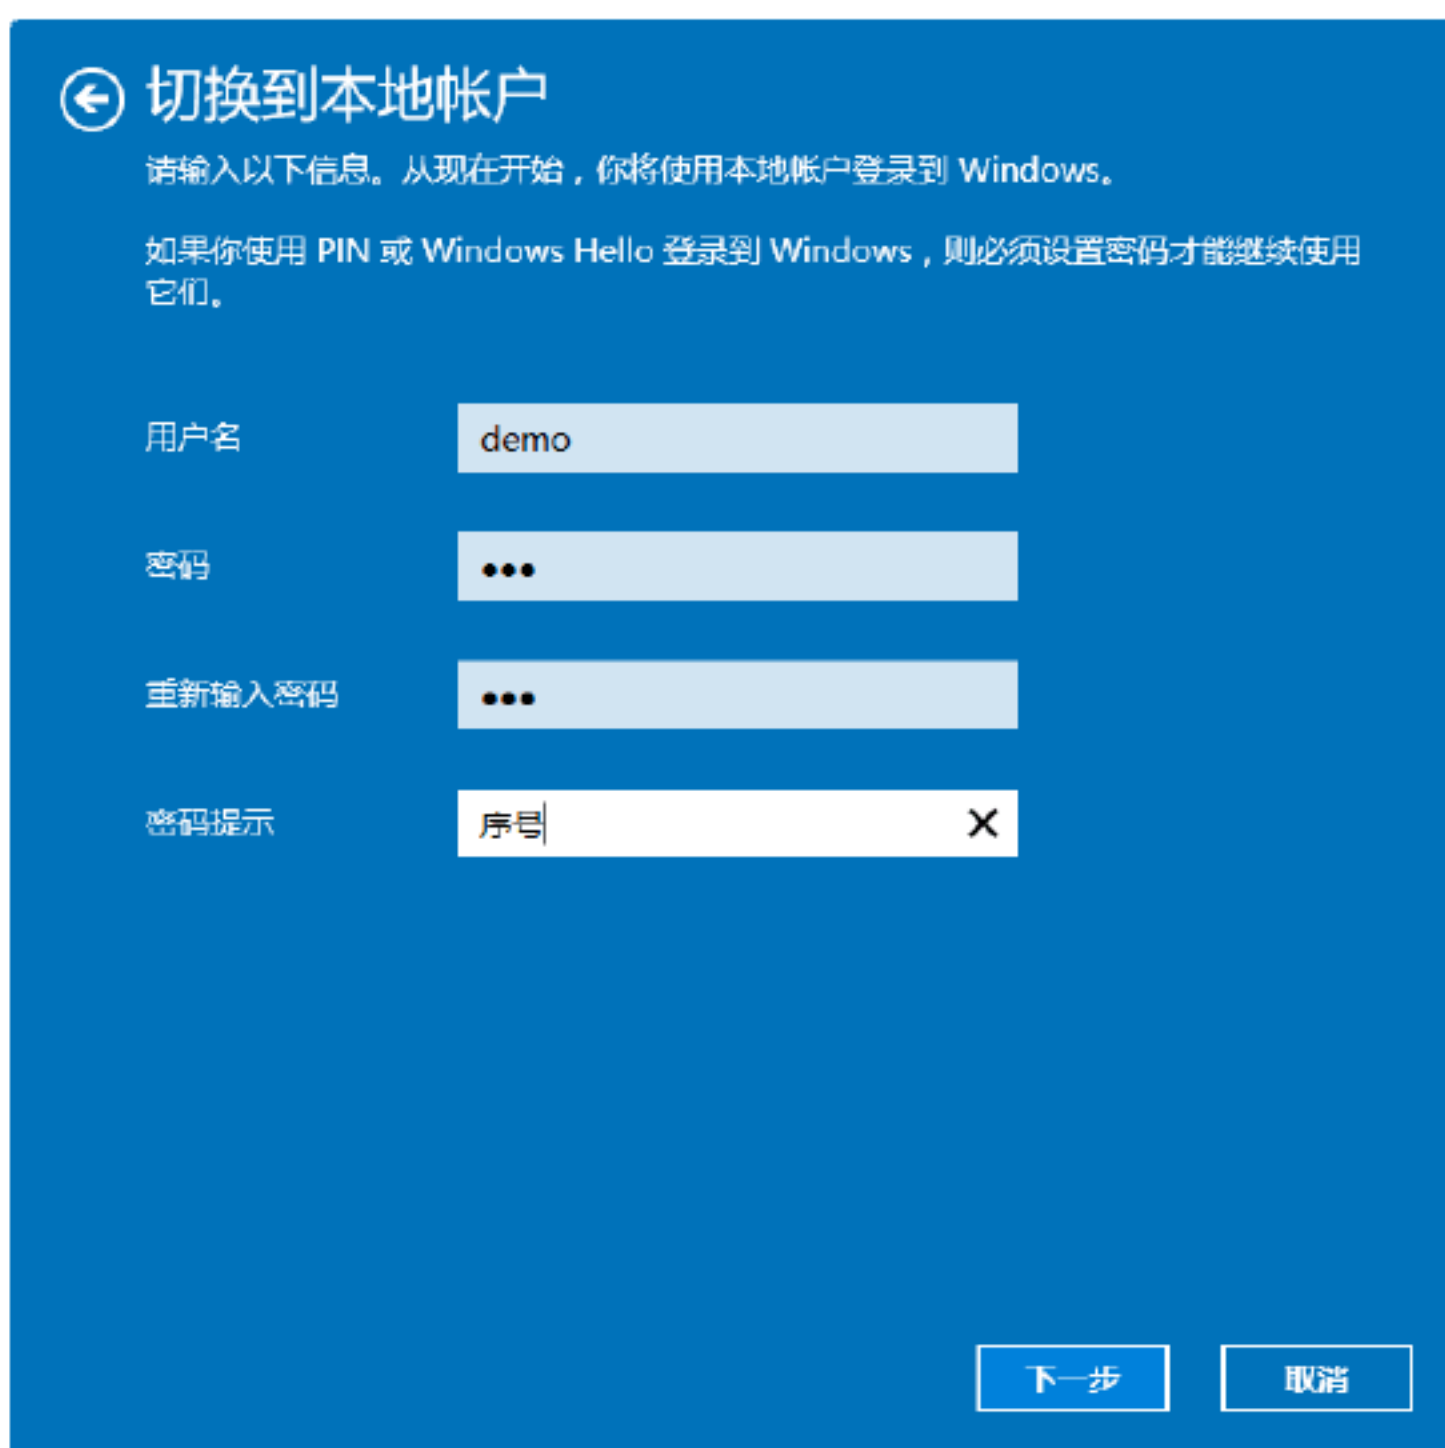 切换到本地帐户
请输入以下信息。从现在开始，你将使用本地帐户登录到 Windows。
如果你使用 PIN 或 Windows Hello 登录到 Windows，则必须设置密码才能继续使用
它们。
用户名 demo
密码 •••
重新输入密码 •••
密码提示 序号
下一步 取消